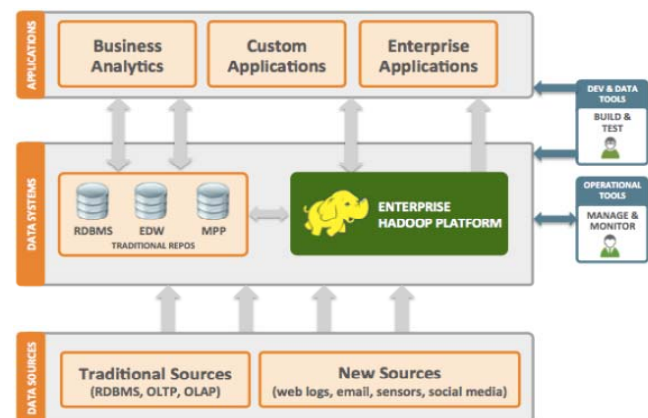 APPLICATIONS
Business
Analytics
Custom
Applications
Enterprise
Applications
DEV & DATA
TOOLS
BUILD &
TEST
DATA SYSTEMS
RDBMS EDW MPP
TRADITIONAL REPOS
ENTERPRISE
HADOOP PLATFORM
OPERATIONAL
TOOLS
MANAGE &
MONITOR
DATA SOURCES
Traditional Sources
(RDBMS, OLTP, OLAP)
New Sources
(web logs, email, sensors, social media)